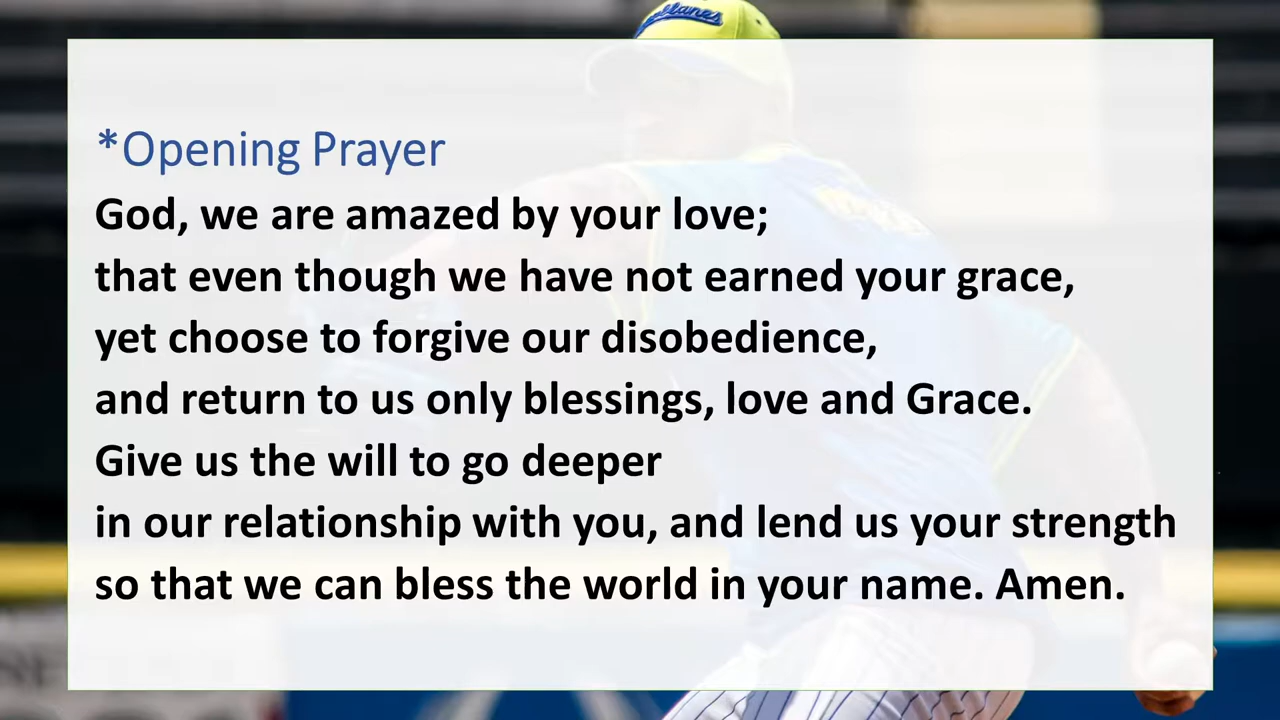 *Opening Prayer
God, we are amazed by your love;
that even though we have not earned your grace,
yet choose to forgive our disobedience,
and return to us only blessings, love and Grace.
Give us the will to go deeper
in our relationship with you, and lend us your strength
so that we can bless the world in your name. Amen.